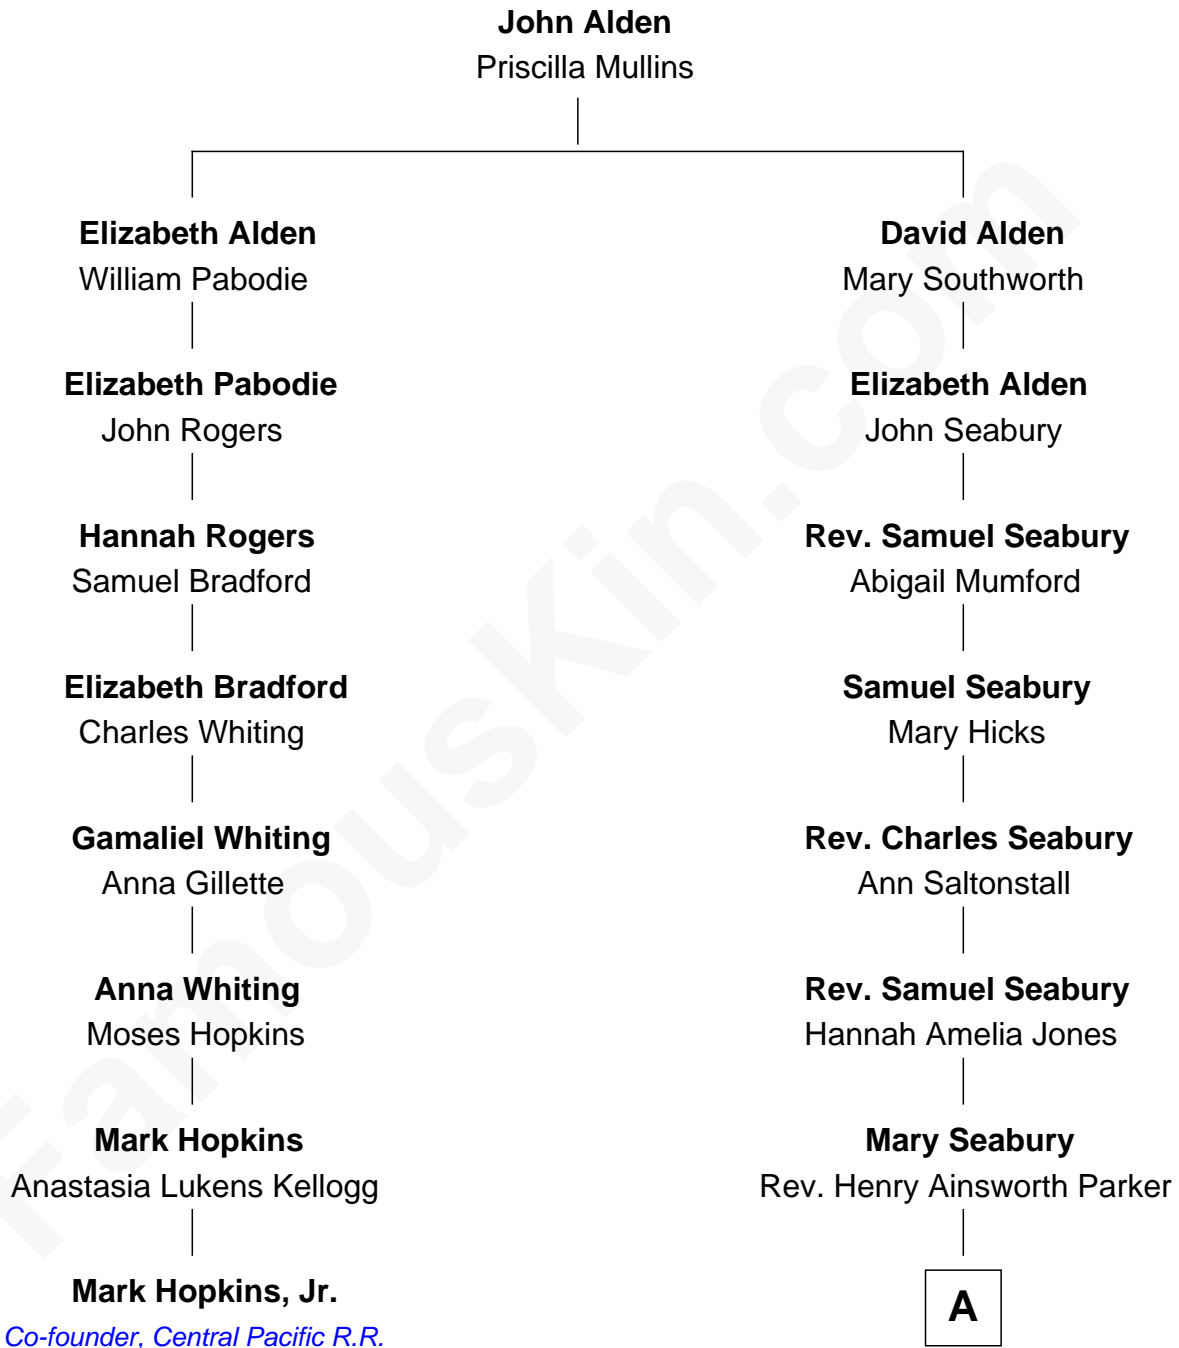 John Alden
Priscilla Mullins
Elizabeth Alden
William Pabodie
Elizabeth Pabodie
John Rogers
Hannah Rogers
Samuel Bradford
Elizabeth Bradford
Charles Whiting
Gamaliel Whiting
Anna Gillette
Anna Whiting
Moses Hopkins
Mark Hopkins
Anastasia Lukens Kellogg
Mark Hopkins, Jr.
Co-founder, Central Pacific R.R.
David Alden
Mary Southworth
Elizabeth Alden
John Seabury
Rev. Samuel Seabury
Abigail Mumford
Samuel Seabury
Mary Hicks
Rev. Charles Seabury
Ann Saltonstall
Rev. Samuel Seabury
Hannah Amelia Jones
Mary Seabury
Rev. Henry Ainsworth Parker
A
FamousKin.com